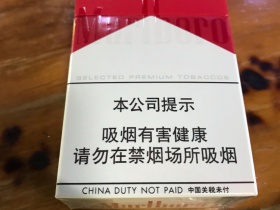 Marlboro
SELECTED PREMIUM TOBACCOS
本公司提示
吸烟有害健康
请勿在禁烟场所吸烟
CHINA DUTY NOT PAID 中国关税未付